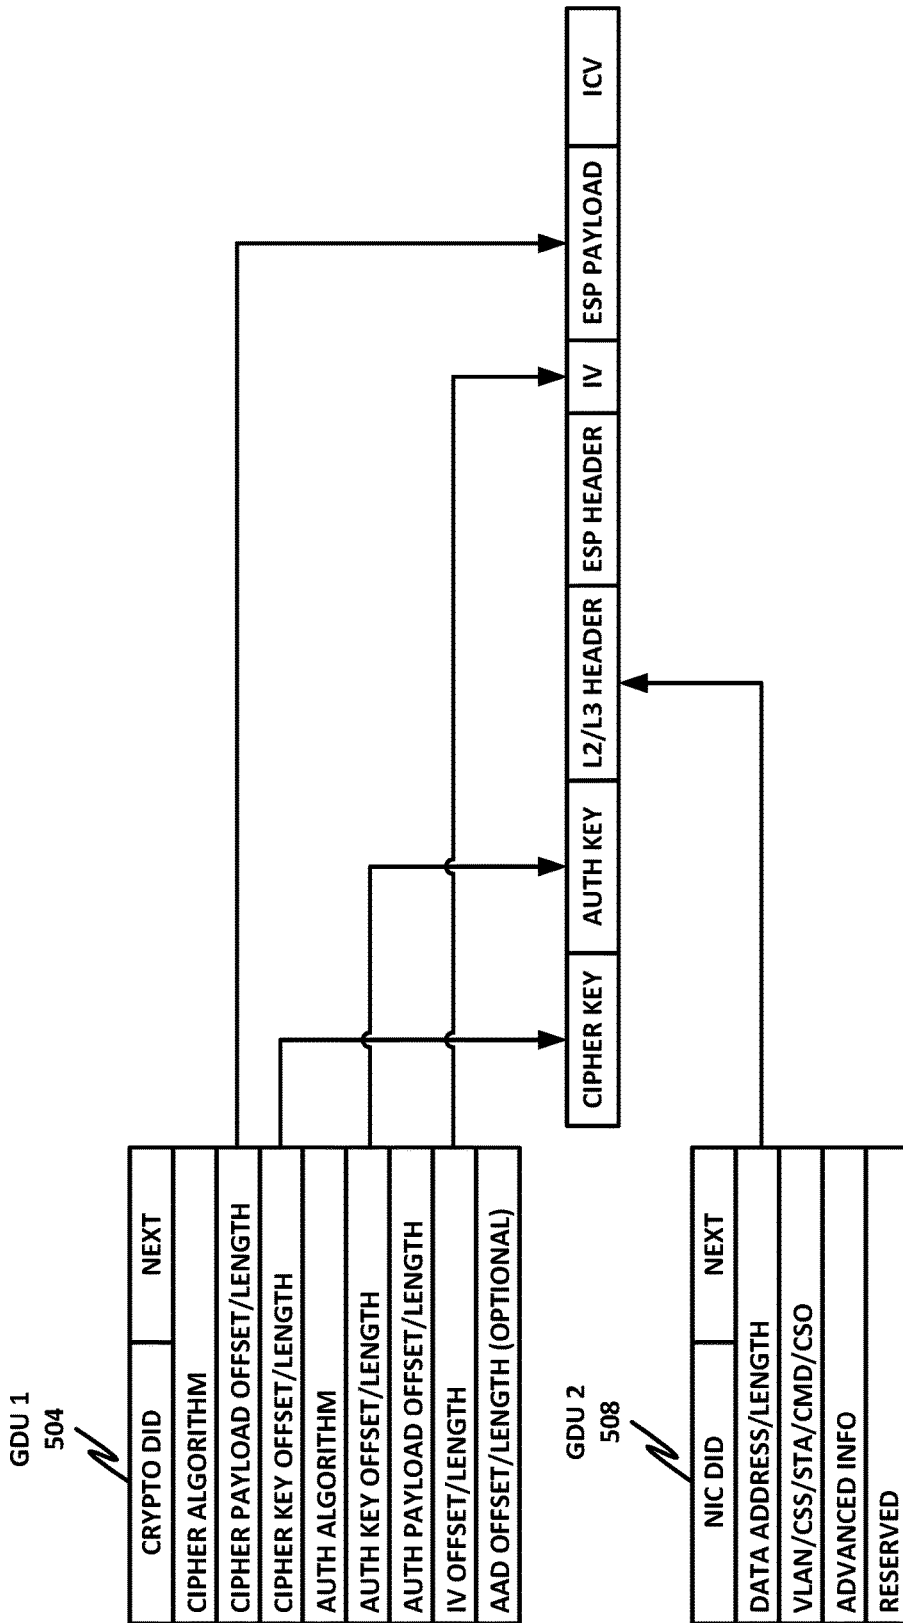 GDU 1
504
CRYPTO DID
NEXT
CIPHER ALGORITHM
CIPHER PAYLOAD OFFSET/LENGTH
CIPHER KEY OFFSET/LENGTH
AUTH ALGORITHM
AUTH KEY OFFSET/LENGTH
AUTH PAYLOAD OFFSET/LENGTH
IV OFFSET/LENGTH
AAD OFFSET/LENGTH (OPTIONAL)
CIPHER KEY
AUTH KEY
L2/L3 HEADER
ESP HEADER
IV
ESP PAYLOAD
ICV
GDU 2
508
NIC DID
NEXT
DATA ADDRESS/LENGTH
VLAN/CSS/STA/CMD/CSO
ADVANCED INFO
RESERVED